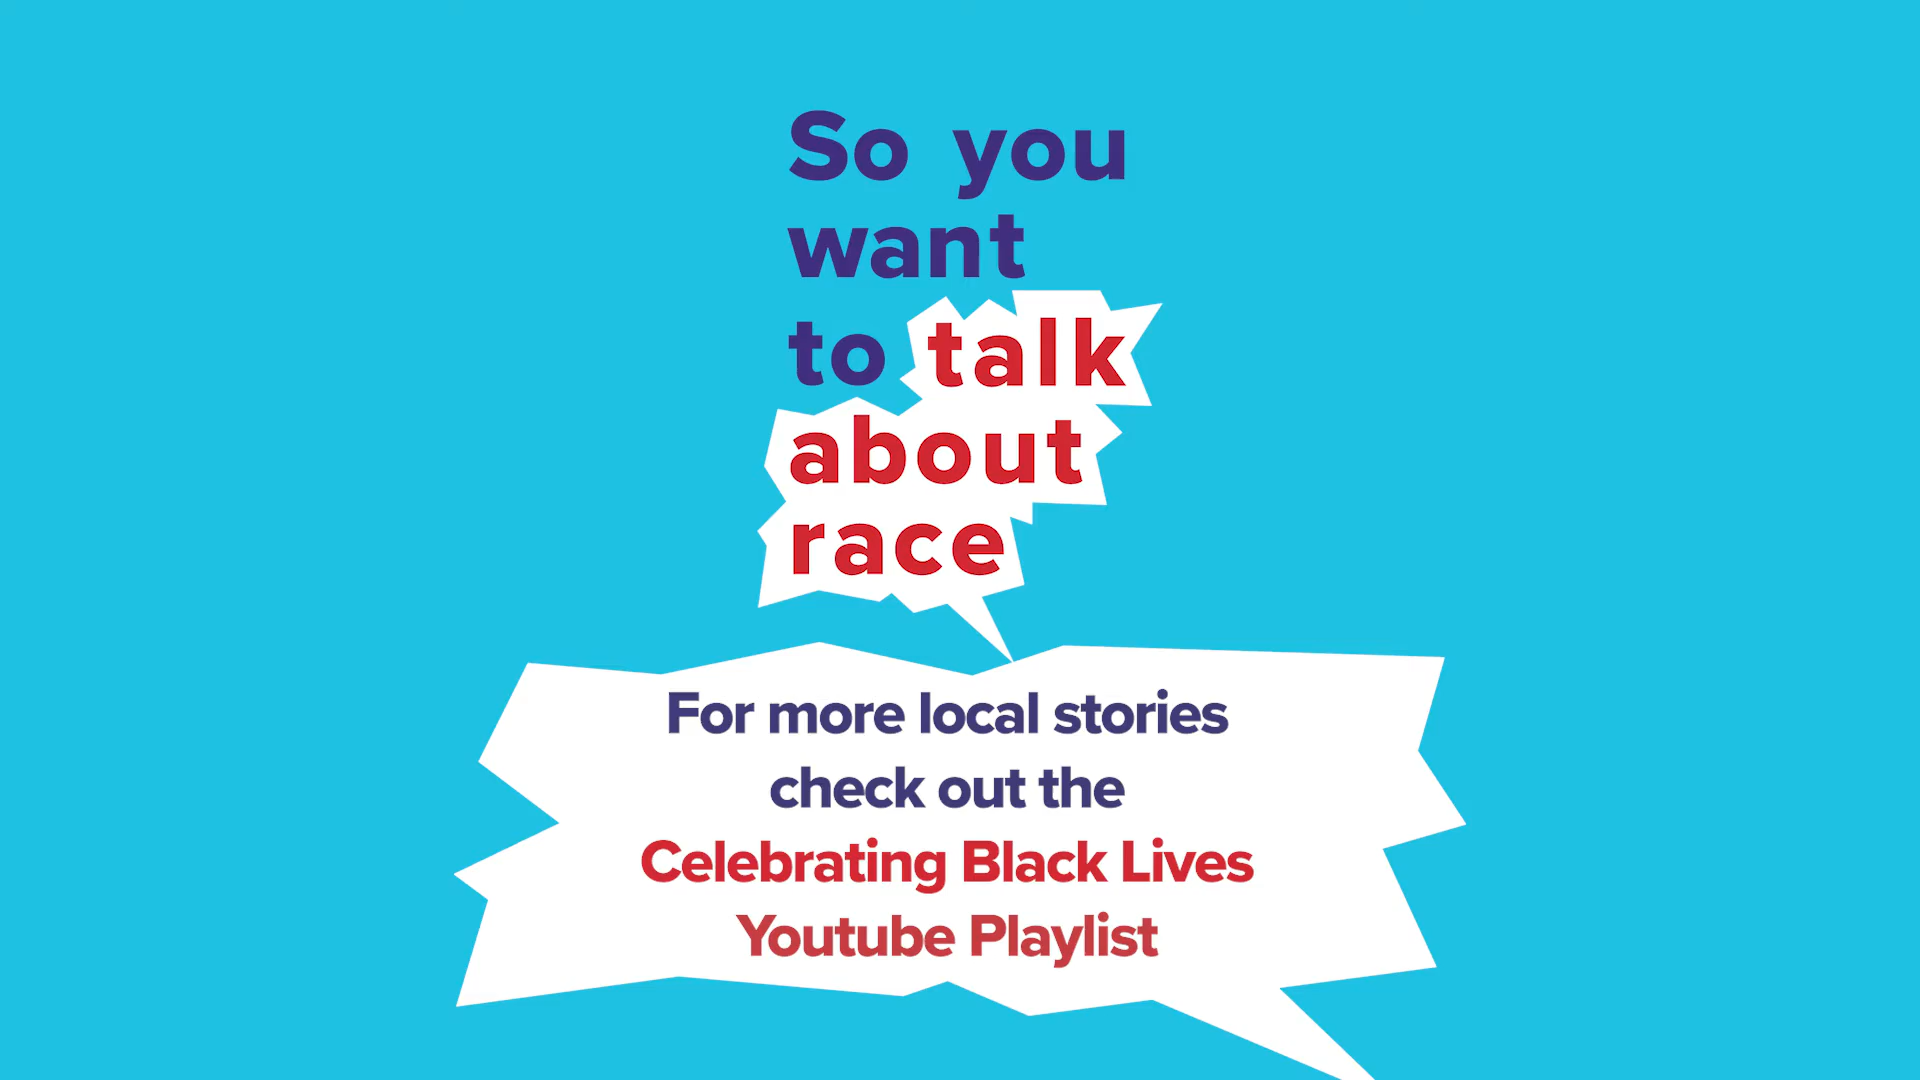 So you
want
to talk
about
race
For more local stories
check out the
Celebrating Black Lives
Youtube Playlist